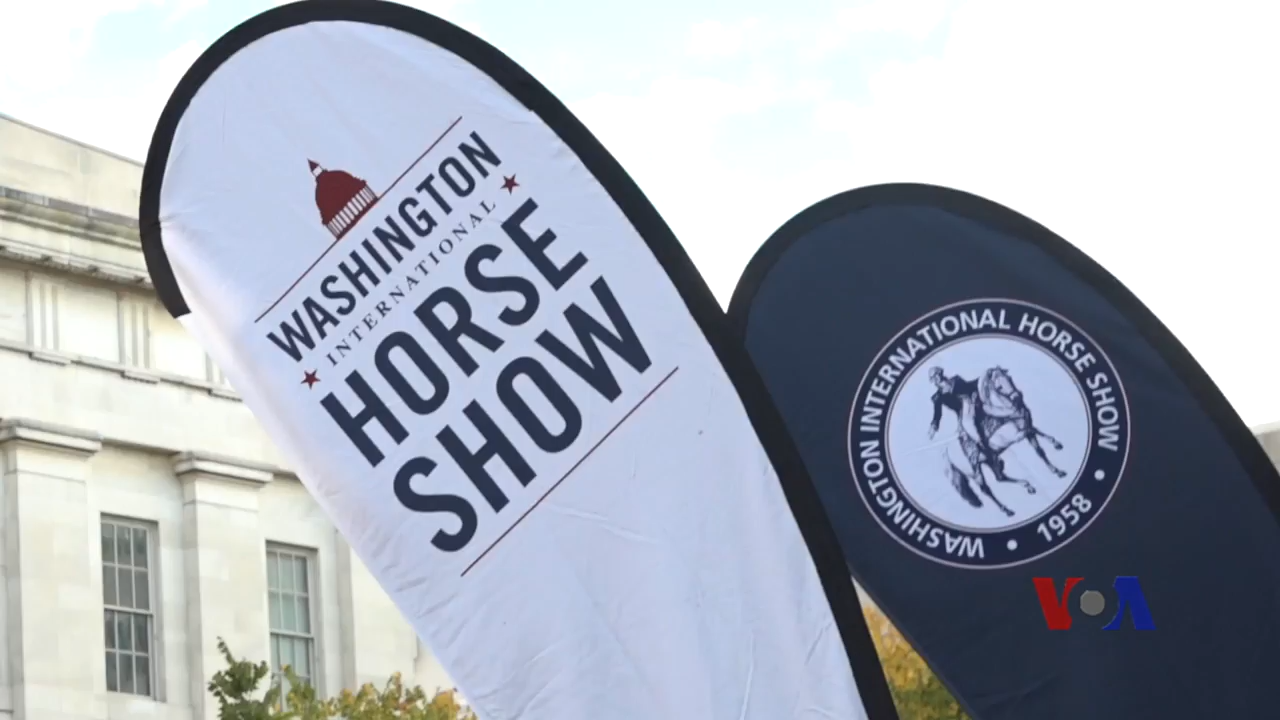 WASHINGTON
INTERNATIONAL
HORSE
SHOW
WASHINGTON INTERNATIONAL HORSE SHOW • 1958 •
VOA